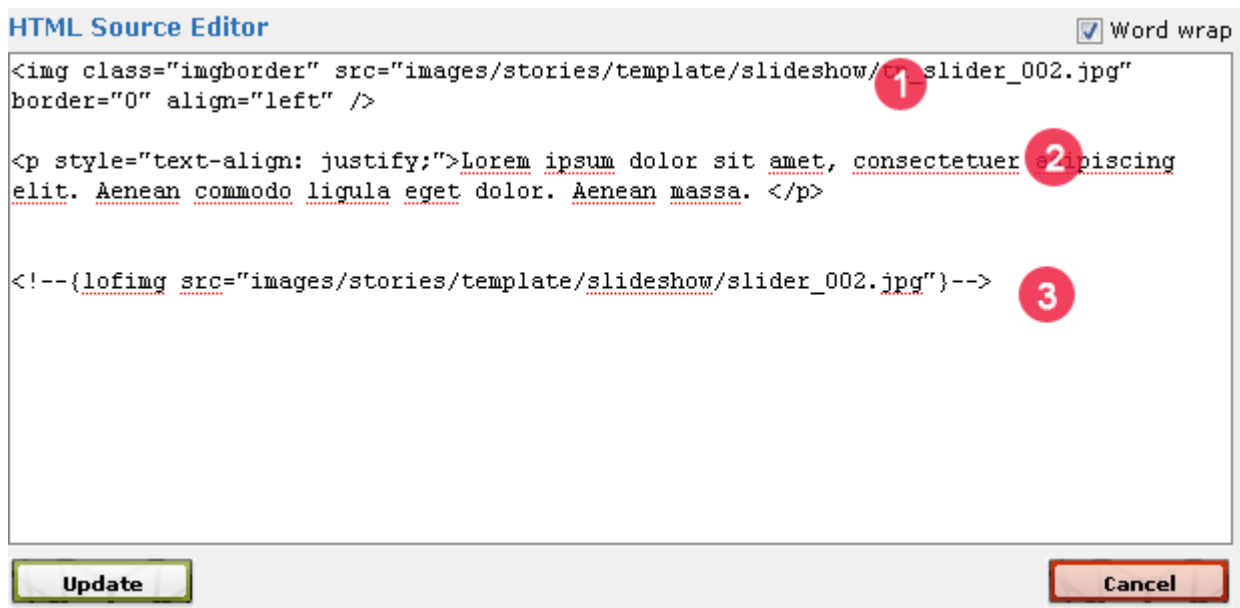 HTML Source Editor
Word wrap
<img class="imgborder" src="images/stories/template/slideshow/tn_slider_002.jpg"
1
border="0" align="left" />
<p style="text-align: justify;">Lorem ipsum dolor sit amet, consectetuer adipiscing
2
elit. Aenean commodo ligula eget dolor. Aenean massa. </p>
<!--{lofimg src="images/stories/template/slideshow/slider_002.jpg"}-->
3
Update
Cancel